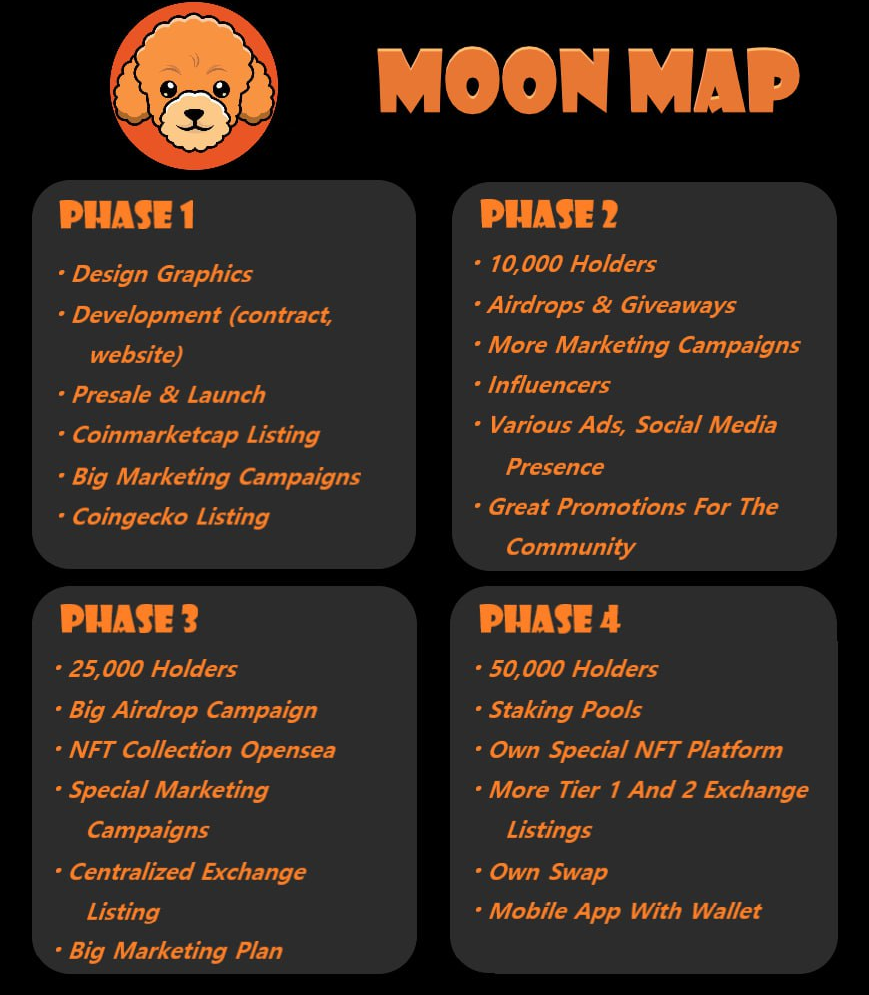 MOON MAP
PHASE 1
· Design Graphics
· Development (contract,
website)
· Presale & Launch
· Coinmarketcap Listing
· Big Marketing Campaigns
· Coingecko Listing
PHASE 2
· 10,000 Holders
· Airdrops & Giveaways
· More Marketing Campaigns
· Influencers
· Various Ads, Social Media
Presence
· Great Promotions For The
Community
PHASE 3
· 25,000 Holders
· Big Airdrop Campaign
· NFT Collection Opensea
· Special Marketing
Campaigns
· Centralized Exchange
Listing
· Big Marketing Plan
PHASE 4
· 50,000 Holders
· Staking Pools
· Own Special NFT Platform
· More Tier 1 And 2 Exchange
Listings
· Own Swap
· Mobile App With Wallet